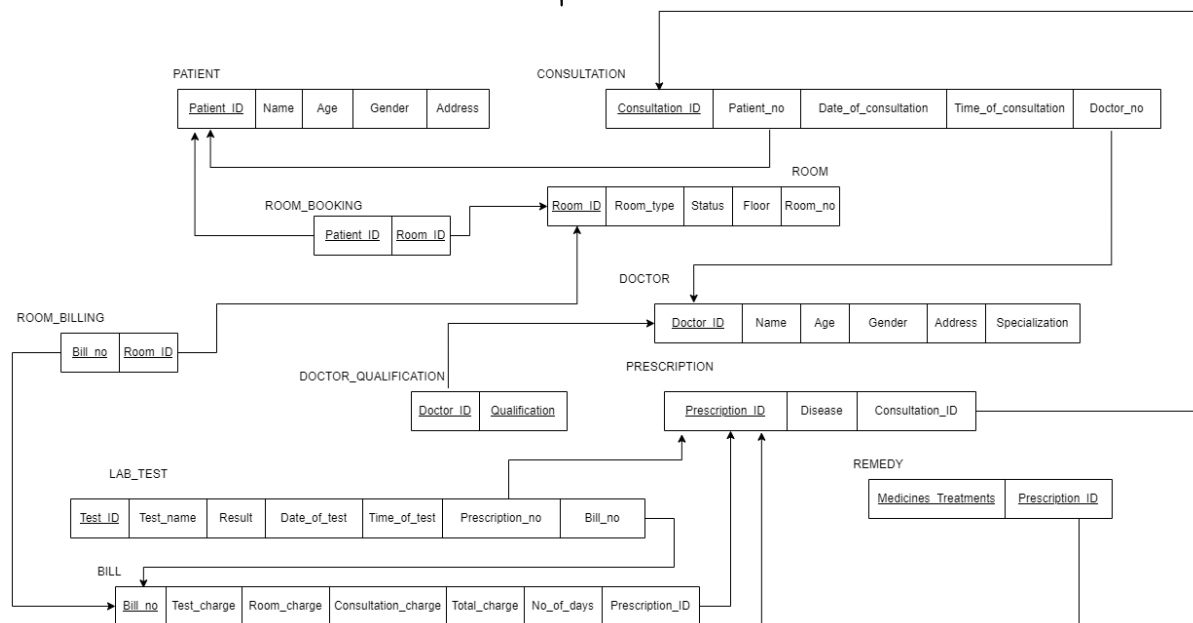 PATIENT
Patient_ID Name Age Gender Address
CONSULTATION
Consultation_ID Patient_no Date_of_consultation Time_of_consultation Doctor_no
ROOM
Room_ID Room_type Status Floor Room_no
ROOM_BOOKING
Patient_ID Room_ID
DOCTOR
Doctor_ID Name Age Gender Address Specialization
ROOM_BILLING
Bill_no Room_ID
DOCTOR_QUALIFICATION
Doctor_ID Qualification
PRESCRIPTION
Prescription_ID Disease Consultation_ID
REMEDY
Medicines_Treatments Prescription_ID
LAB_TEST
Test_ID Test_name Result Date_of_test Time_of_test Prescription_no Bill_no
BILL
Bill_no Test_charge Room_charge Consultation_charge Total_charge No_of_days Prescription_ID